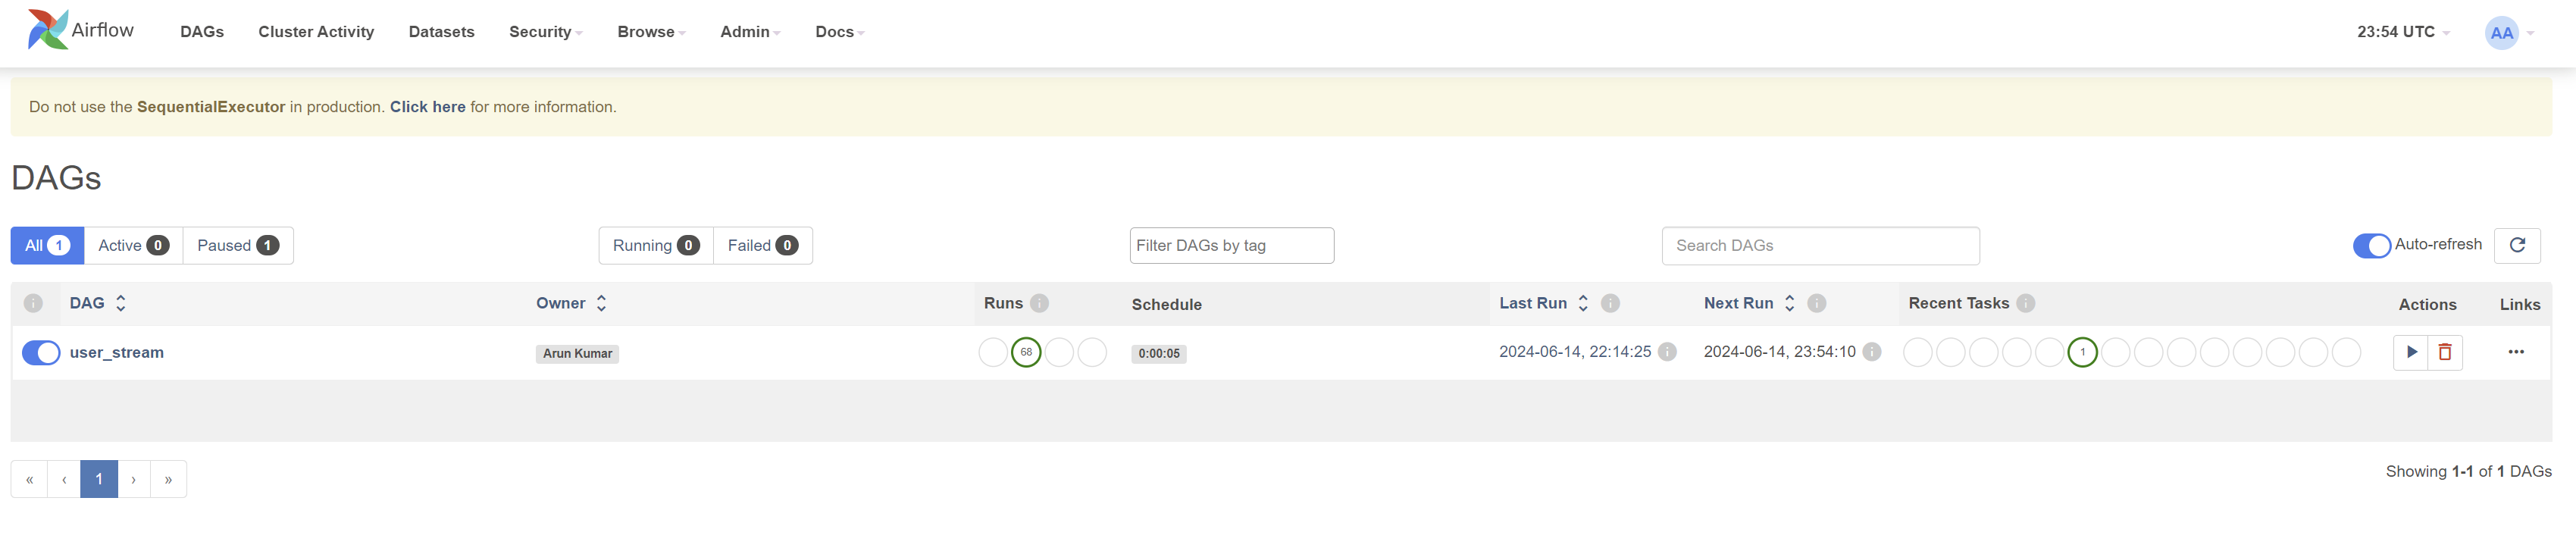 Airflow DAGs Cluster Activity Datasets Security Browse Admin Docs 23:54 UTC AA
Do not use the SequentialExecutor in production. Click here for more information.
DAGs
All 1 Active 0 Paused 1 Running 0 Failed 0 Filter DAGs by tag Search DAGs Auto-refresh
i DAG Owner Runs i Schedule Last Run i Next Run i Recent Tasks i Actions Links
user_stream Arun Kumar 68 0:00:05 2024-06-14, 22:14:25 i 2024-06-14, 23:54:10 i 1 ···
« ‹ 1 › » Showing 1-1 of 1 DAGs